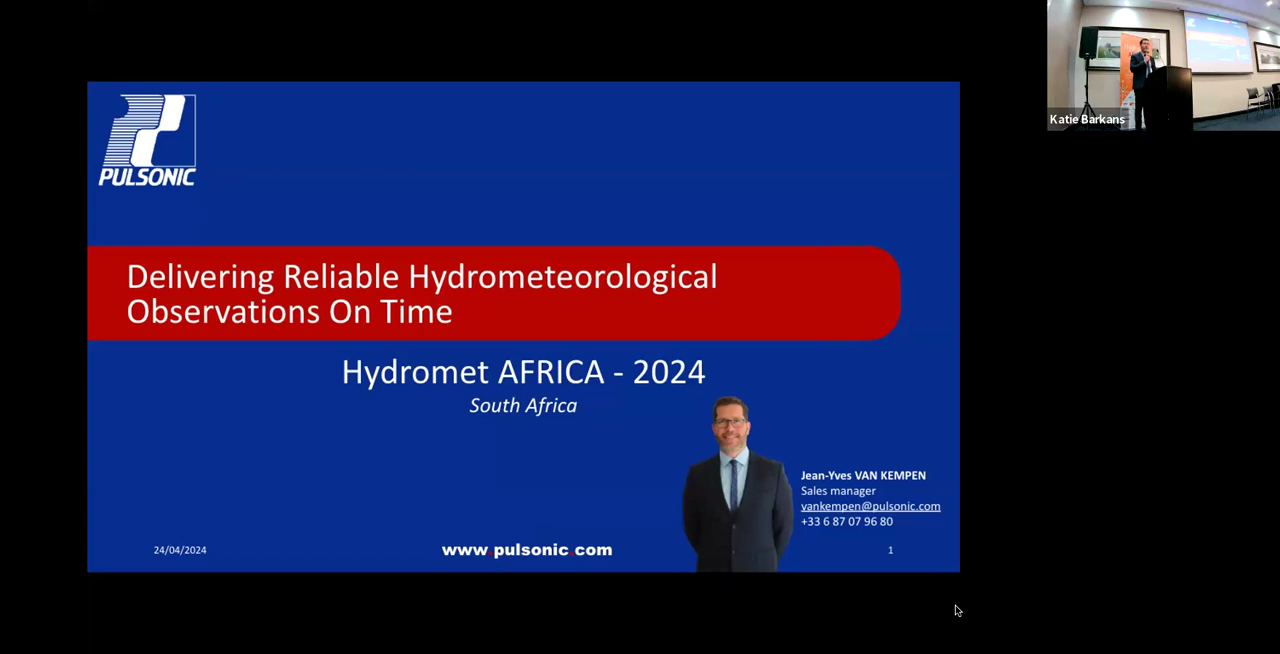 PULSONIC
Katie Barkans
Delivering Reliable Hydrometeorological
Observations On Time
Hydromet AFRICA - 2024
South Africa
Jean-Yves VAN KEMPEN
Sales manager
vankempen@pulsonic.com
+33 6 87 07 96 80
24/04/2024
www.pulsonic.com
1